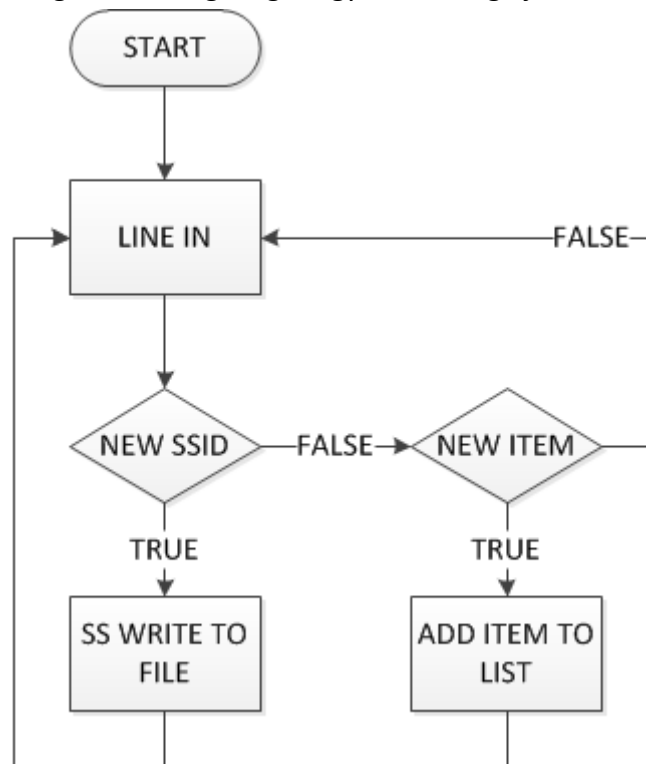 START
LINE IN
FALSE
NEW SSID
FALSE
NEW ITEM
TRUE
TRUE
SS WRITE TO
FILE
ADD ITEM TO
LIST